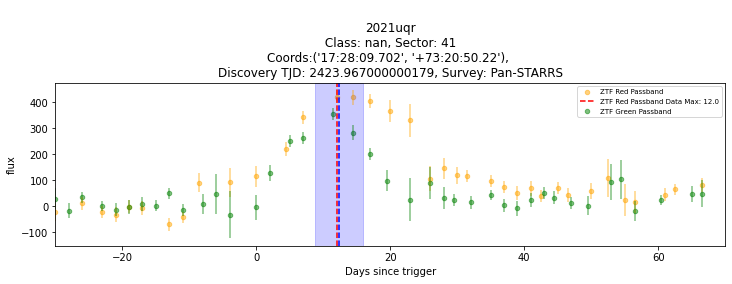 2021uqr
Class: nan, Sector: 41
Coords:('17:28:09.702', '+73:20:50.22'),
Discovery TJD: 2423.967000000179, Survey: Pan-STARRS
ZTF Red Passband
ZTF Red Passband Data Max: 12.0
ZTF Green Passband
flux
400
300
200
100
0
−100
−20
0
20
40
60
Days since trigger